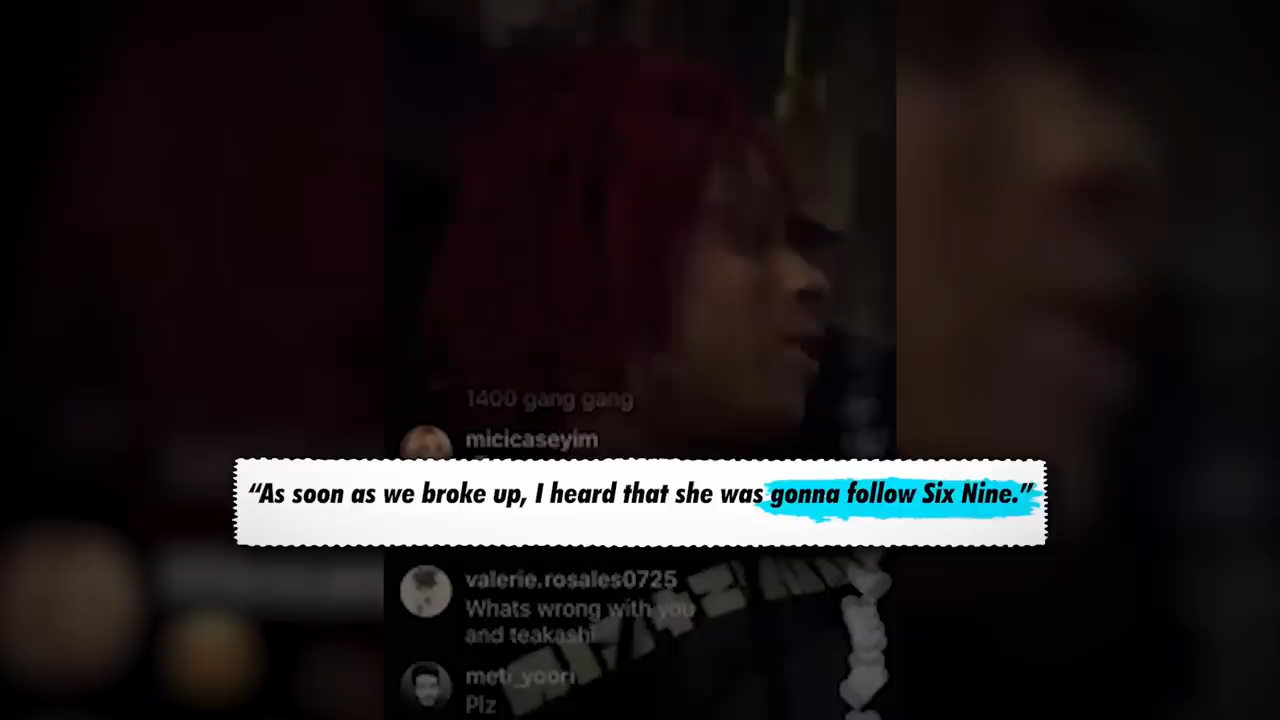 1400 gang gang
micicaseyim
“As soon as we broke up, I heard that she was gonna follow Six Nine.”
valerie.rosales0725
Whats wrong with you
and teakashi
meti_yoori
Plz